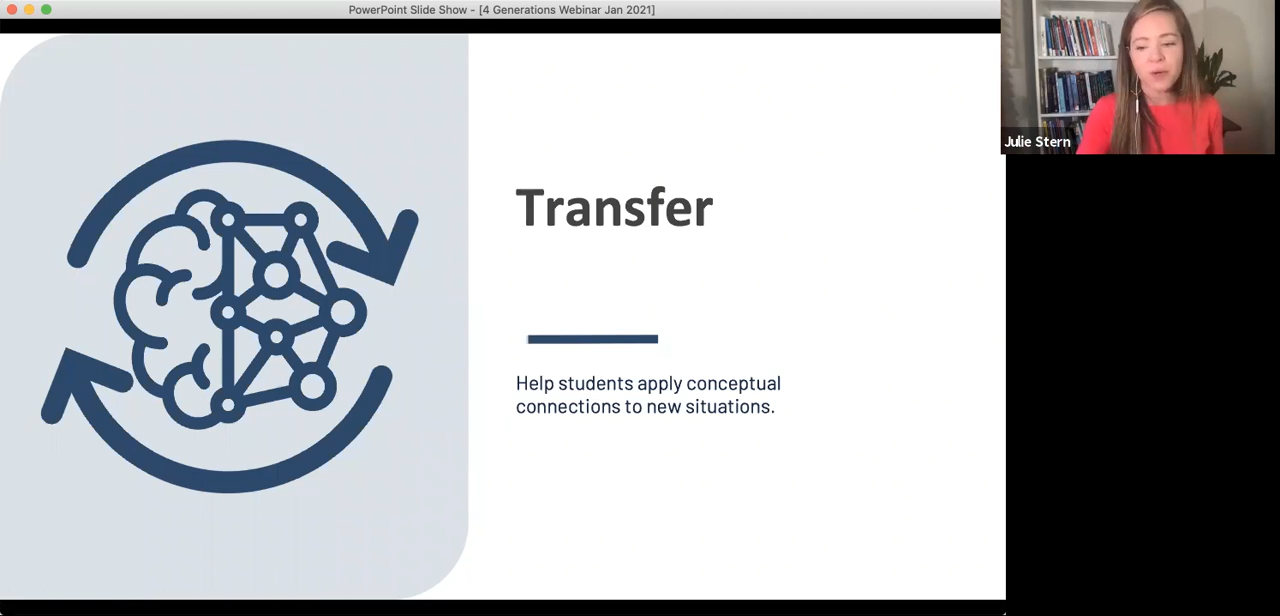 PowerPoint Slide Show - [4 Generations Webinar Jan 2021]
Julie Stern
Transfer
Help students apply conceptual
connections to new situations.